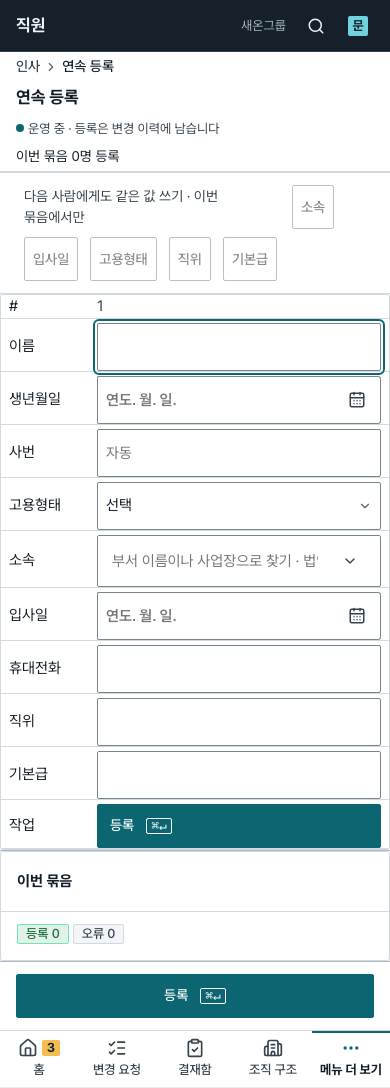 직원
새온그룹
문
인사 > 연속 등록
연속 등록
운영 중 · 등록은 변경 이력에 남습니다
이번 묶음 0명 등록
다음 사람에게도 같은 값 쓰기 · 이번
묶음에서만
소속
입사일
고용형태
직위
기본급
# 1
이름
생년월일 연도. 월. 일.
사번 자동
고용형태 선택
소속 부서 이름이나 사업장으로 찾기 · 법
입사일 연도. 월. 일.
휴대전화
직위
기본급
작업 등록 ⌘↵
이번 묶음
등록 0 오류 0
등록 ⌘↵
3
홈
변경 요청
결재함
조직 구조
메뉴 더 보기